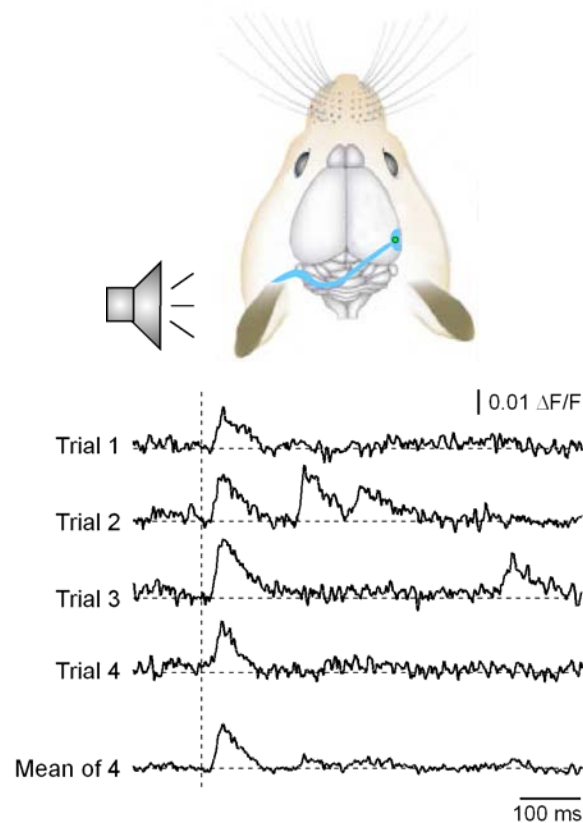 0.01 ΔF/F
Trial 1
Trial 2
Trial 3
Trial 4
Mean of 4
100 ms